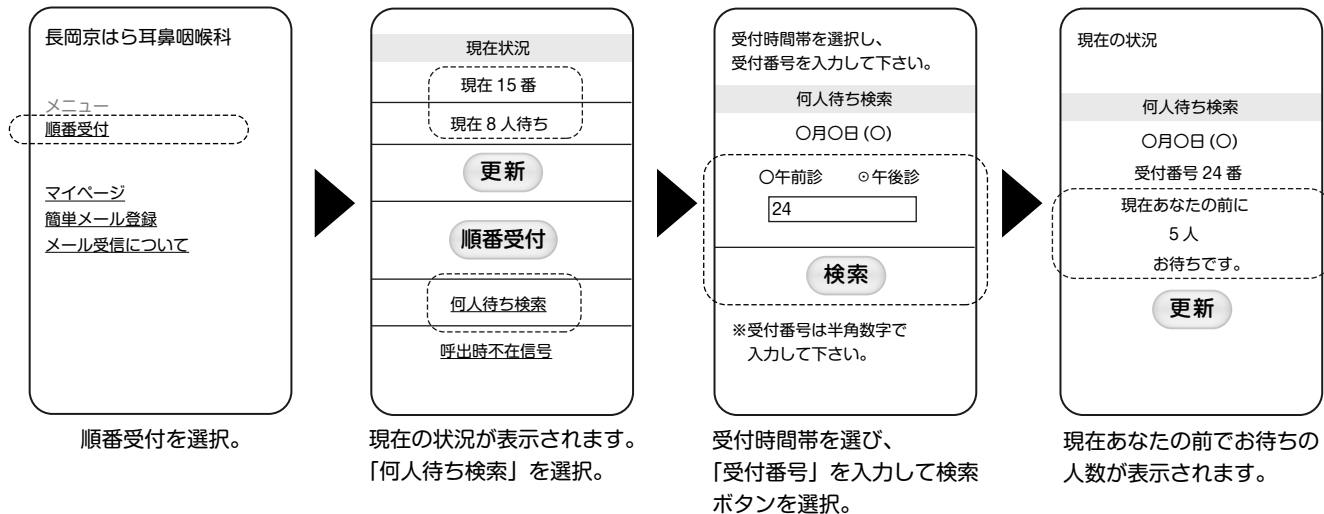 長岡京はら耳鼻咽喉科
メニュー
順番受付
マイページ
簡単メール登録
メール受信について
順番受付を選択。
現在状況
現在 15 番
現在 8 人待ち
更新
順番受付
何人待ち検索
呼出時不在信号
現在の状況が表示されます。
「何人待ち検索」を選択。
受付時間帯を選択し、
受付番号を入力して下さい。
何人待ち検索
〇月〇日 (〇)
〇午前診 ⊙午後診
24
検索
※受付番号は半角数字で
入力して下さい。
受付時間帯を選び、
「受付番号」を入力して検索
ボタンを選択。
現在の状況
何人待ち検索
〇月〇日 (〇)
受付番号 24 番
現在あなたの前に
5 人
お待ちです。
更新
現在あなたの前でお待ちの
人数が表示されます。